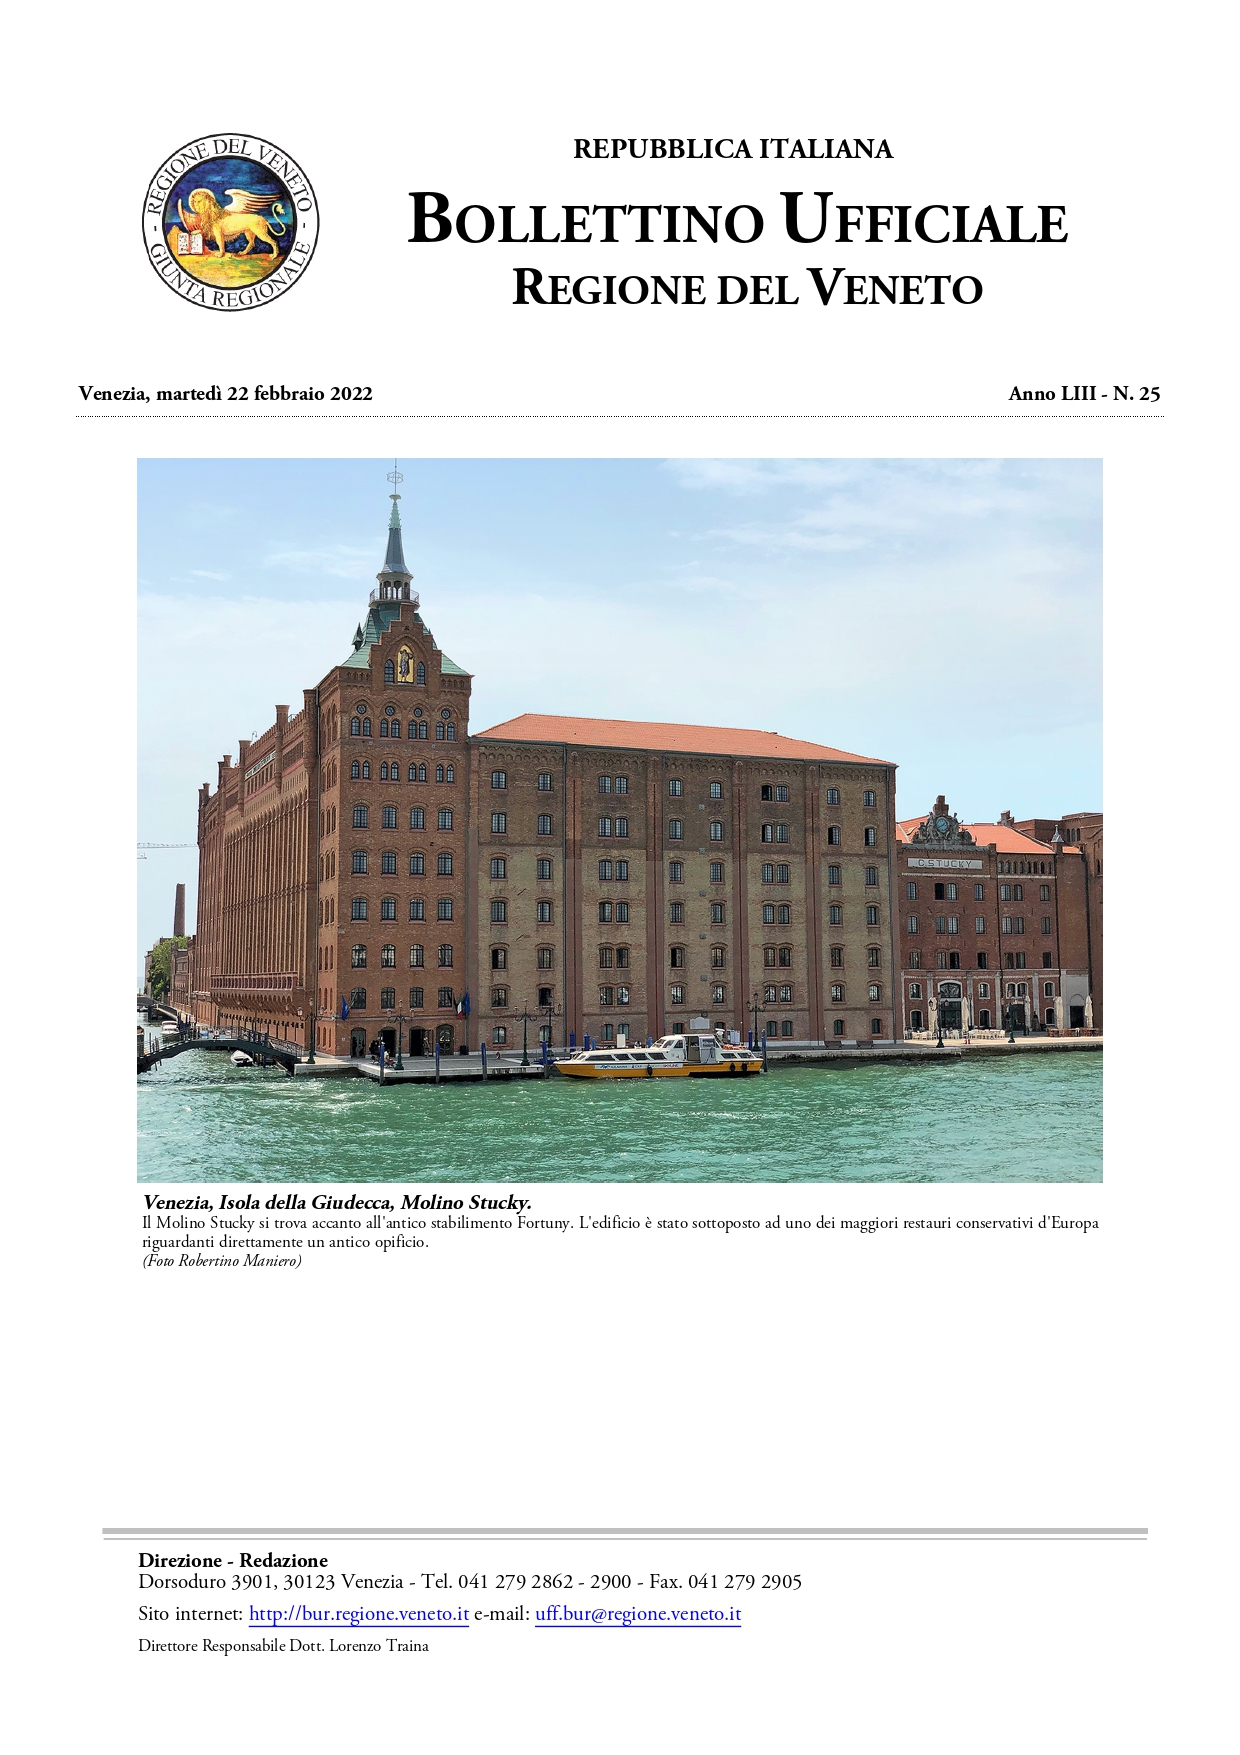 REGIONE DEL VENETO
- GIUNTA REGIONALE -
REPUBBLICA ITALIANA
BOLLETTINO UFFICIALE
REGIONE DEL VENETO
Venezia, martedì 22 febbraio 2022
Anno LIII - N. 25
G. STUCKY
Venezia, Isola della Giudecca, Molino Stucky.
Il Molino Stucky si trova accanto all'antico stabilimento Fortuny. L'edificio è stato sottoposto ad uno dei maggiori restauri conservativi d'Europa
riguardanti direttamente un antico opificio.
(Foto Robertino Maniero)
Direzione - Redazione
Dorsoduro 3901, 30123 Venezia - Tel. 041 279 2862 - 2900 - Fax. 041 279 2905
Sito internet: http://bur.regione.veneto.it e-mail: uff.bur@regione.veneto.it
Direttore Responsabile Dott. Lorenzo Traina